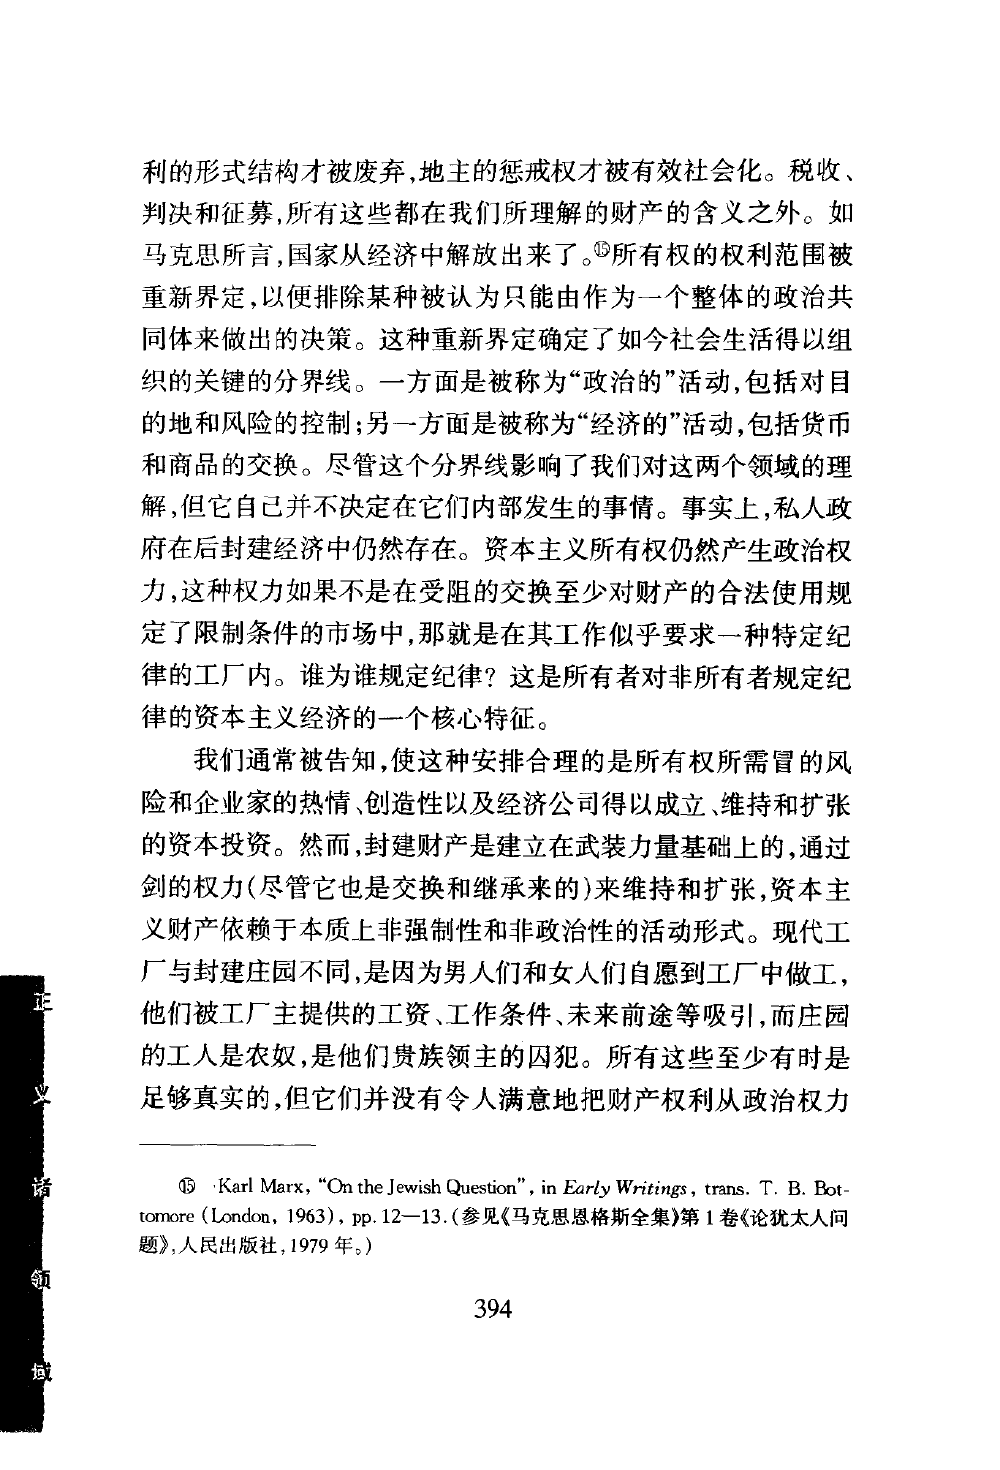 利的形式结构才被废弃,地主的惩戒权才被有效社会化。税收、
判决和征募,所有这些都在我们所理解的财产的含义之外。如
马克思所言,国家从经济中解放出来了。⑮所有权的权利范围被
重新界定,以便排除某种被认为只能由作为一个整体的政治共
同体来做出的决策。这种重新界定确定了如今社会生活得以组
织的关键的分界线。一方面是被称为“政治的”活动,包括对目
的地和风险的控制;另一方面是被称为“经济的”活动,包括货币
和商品的交换。尽管这个分界线影响了我们对这两个领域的理
解,但它自己并不决定在它们内部发生的事情。事实上,私人政
府在后封建经济中仍然存在。资本主义所有权仍然产生政治权
力,这种权力如果不是在受阻的交换至少对财产的合法使用规
定了限制条件的市场中,那就是在其工作似乎要求一种特定纪
律的工厂内。谁为谁规定纪律?这是所有者对非所有者规定纪
律的资本主义经济的一个核心特征。
我们通常被告知,使这种安排合理的是所有权所需冒的风
险和企业家的热情、创造性以及经济公司得以成立、维持和扩张
的资本投资。然而,封建财产是建立在武装力量基础上的,通过
剑的权力(尽管它也是交换和继承来的)来维持和扩张,资本主
义财产依赖于本质上非强制性和非政治性的活动形式。现代工
厂与封建庄园不同,是因为男人们和女人们自愿到工厂中做工,
他们被工厂主提供的工资、工作条件、未来前途等吸引,而庄园
的工人是农奴,是他们贵族领主的囚犯。所有这些至少有时是
足够真实的,但它们并没有令人满意地把财产权利从政治权力
⑮ Karl Marx, “On the Jewish Question”, in Early Writings, trans. T. B. Bot-
tomore (London, 1963), pp. 12—13.(参见《马克思恩格斯全集》第1卷《论犹太人问
题》,人民出版社,1979年。)
394
正
义
诸
领
域